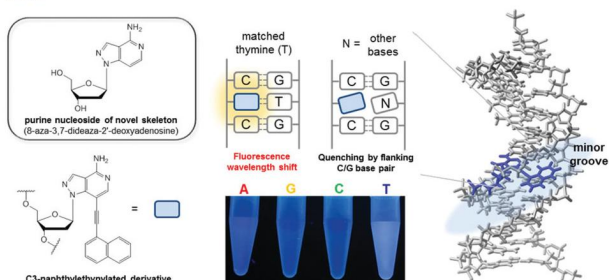 NH₂
N
N
N
HO
O
OH
purine nucleoside of novel skeleton
(8-aza-3,7-dideaza-2'-deoxyadenosine)
NH₂
N
N
N
O
O
O
=
C3-naphthylethynylated derivative
matched
thymine (T)
C G
T
C G
Fluorescence
wavelength shift
N = other
bases
C G
N
C G
Quenching by flanking
C/G base pair
A G C T
minor
groove